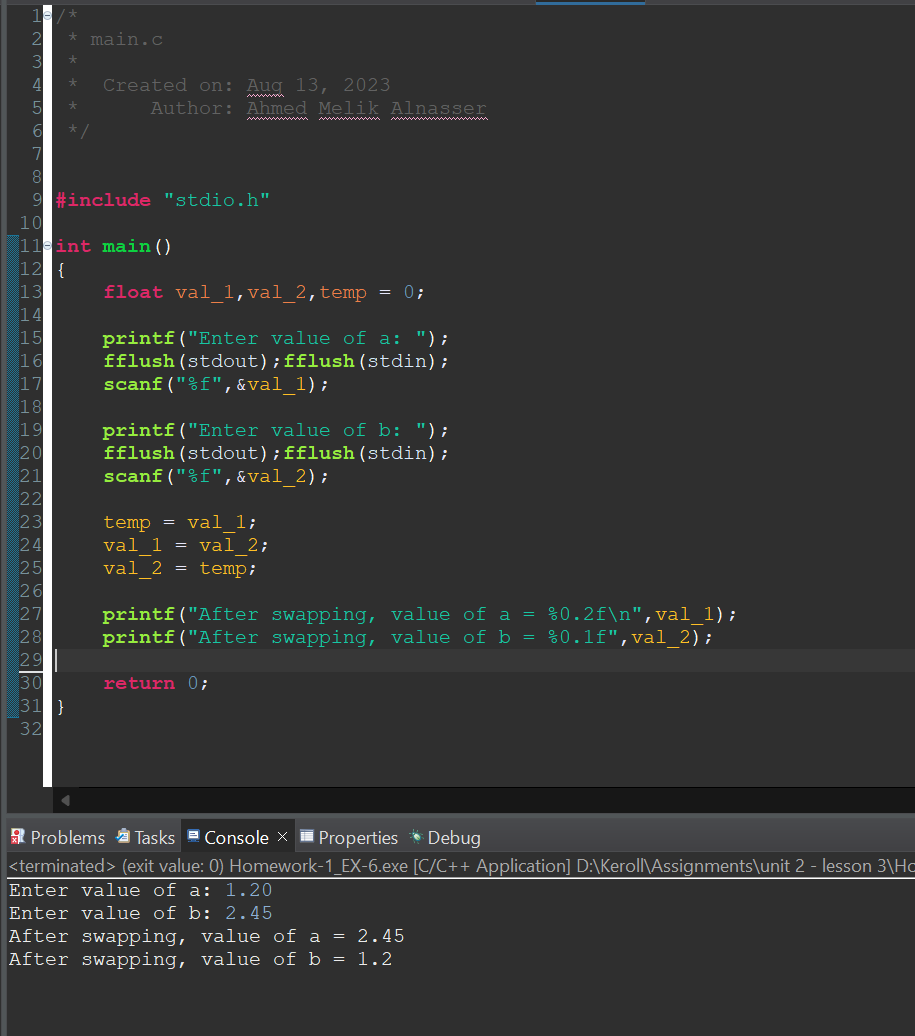 1 /*
2  * main.c
3  *
4  *  Created on: Aug 13, 2023
5  *      Author: Ahmed Melik Alnasser
6  */
7
8
9 #include "stdio.h"
10
11 int main()
12 {
13     float val_1,val_2,temp = 0;
14
15     printf("Enter value of a: ");
16     fflush(stdout);fflush(stdin);
17     scanf("%f",&val_1);
18
19     printf("Enter value of b: ");
20     fflush(stdout);fflush(stdin);
21     scanf("%f",&val_2);
22
23     temp = val_1;
24     val_1 = val_2;
25     val_2 = temp;
26
27     printf("After swapping, value of a = %0.2f\n",val_1);
28     printf("After swapping, value of b = %0.1f",val_2);
29
30     return 0;
31 }
32
Problems Tasks Console Properties Debug
<terminated> (exit value: 0) Homework-1_EX-6.exe [C/C++ Application] D:\Keroll\Assignments\unit 2 - lesson 3\Ho
Enter value of a: 1.20
Enter value of b: 2.45
After swapping, value of a = 2.45
After swapping, value of b = 1.2